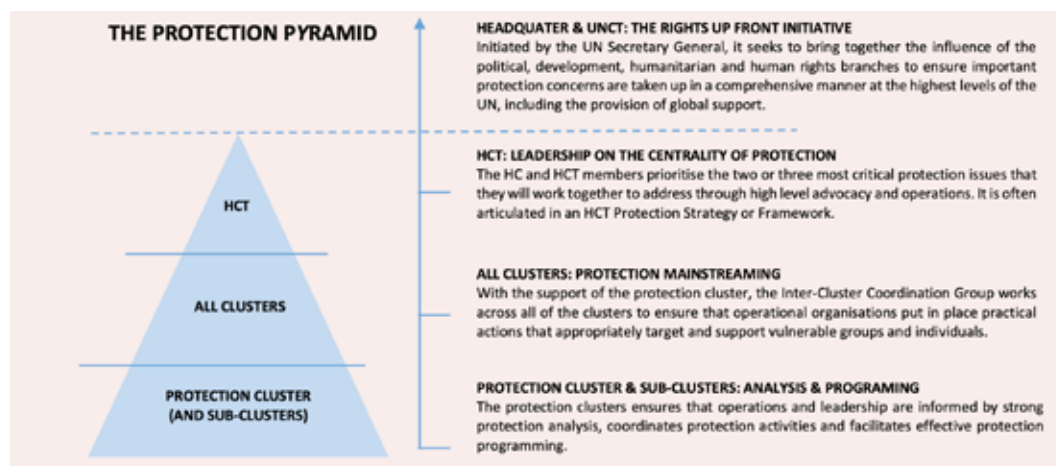 THE PROTECTION PYRAMID
HEADQUATER & UNCT: THE RIGHTS UP FRONT INITIATIVE
Initiated by the UN Secretary General, it seeks to bring together the influence of the
political, development, humanitarian and human rights branches to ensure important
protection concerns are taken up in a comprehensive manner at the highest levels of the
UN, including the provision of global support.
HCT
HCT: LEADERSHIP ON THE CENTRALITY OF PROTECTION
The HC and HCT members prioritise the two or three most critical protection issues that
they will work together to address through high level advocacy and operations. It is often
articulated in an HCT Protection Strategy or Framework.
ALL CLUSTERS
ALL CLUSTERS: PROTECTION MAINSTREAMING
With the support of the protection cluster, the Inter-Cluster Coordination Group works
across all of the clusters to ensure that operational organisations put in place practical
actions that appropriately target and support vulnerable groups and individuals.
PROTECTION CLUSTER
(AND SUB-CLUSTERS)
PROTECTION CLUSTER & SUB-CLUSTERS: ANALYSIS & PROGRAMING
The protection clusters ensures that operations and leadership are informed by strong
protection analysis, coordinates protection activities and facilitates effective protection
programming.